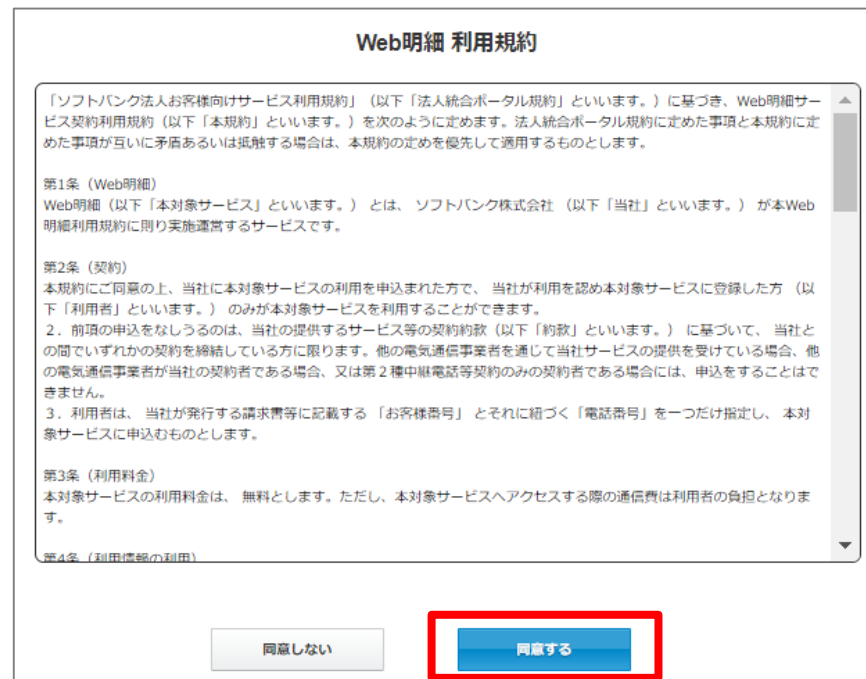 Web明細 利用規約
「ソフトバンク法人お客様向けサービス利用規約」（以下「法人統合ポータル規約」といいます。）に基づき、Web明細サー
ビス契約利用規約（以下「本規約」といいます。）を次のように定めます。法人統合ポータル規約に定めた事項と本規約に定
めた事項が互いに矛盾あるいは抵触する場合は、本規約の定めを優先して適用するものとします。
第1条（Web明細）
Web明細（以下「本対象サービス」といいます。） とは、 ソフトバンク株式会社 （以下「当社」といいます。） が本Web
明細利用規約に則り実施運営するサービスです。
第2条（契約）
本規約にご同意の上、当社に本対象サービスの利用を申込まれた方で、 当社が利用を認め本対象サービスに登録した方 （以
下「利用者」といいます。） のみが本対象サービスを利用することができます。
２．前項の申込をなしうるのは、当社の提供するサービス等の契約約款（以下「約款」といいます。） に基づいて、 当社と
の間でいずれかの契約を締結している方に限ります。他の電気通信事業者を通じて当社サービスの提供を受けている場合、他
の電気通信事業者が当社の契約者である場合、又は第２種中継電話等契約のみの契約者である場合には、申込をすることはで
きません。
３．利用者は、 当社が発行する請求書等に記載する 「お客様番号」 とそれに紐づく「電話番号」を一つだけ指定し、 本対
象サービスに申込むものとします。
第3条（利用料金）
本対象サービスの利用料金は、 無料とします。ただし、本対象サービスへアクセスする際の通信費は利用者の負担となりま
す。
第4条（利用情報の利用）
同意しない
同意する